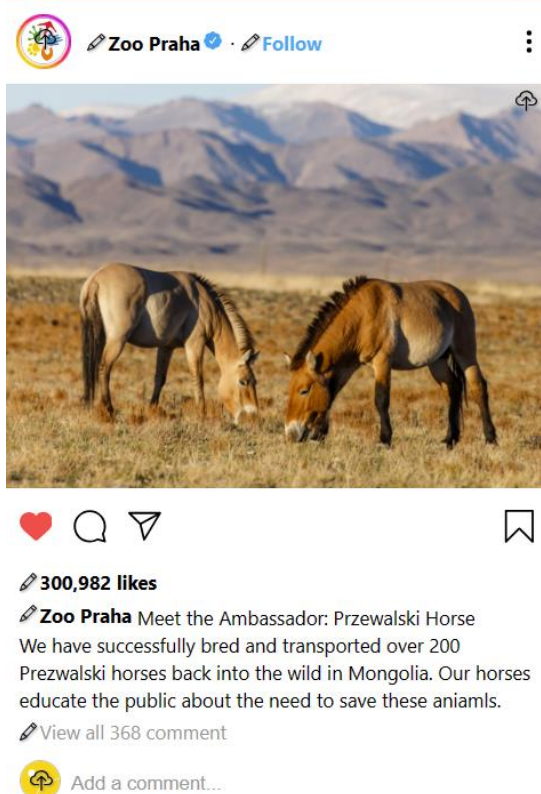 Zoo Praha · Follow
300,982 likes
Zoo Praha Meet the Ambassador: Przewalski Horse
We have successfully bred and transported over 200
Prezwalski horses back into the wild in Mongolia. Our horses
educate the public about the need to save these aniamls.
View all 368 comment
Add a comment...